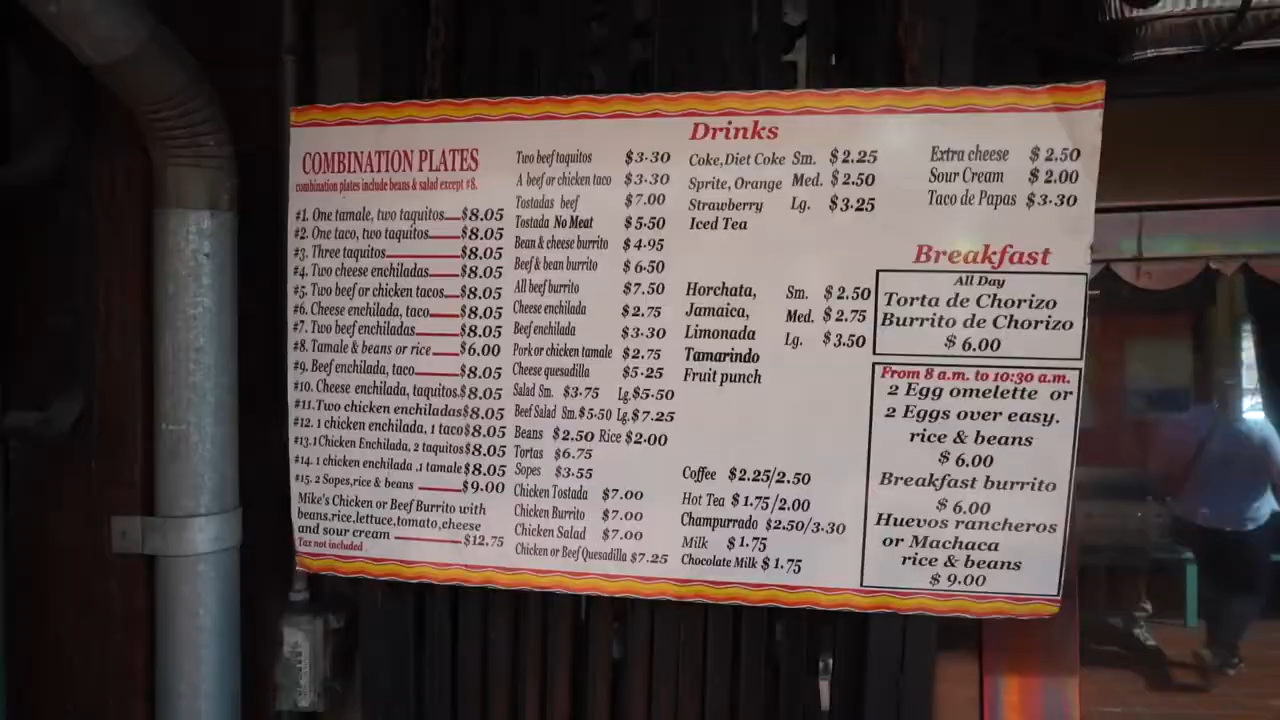 COMBINATION PLATES
combination plates include beans & salad except #8.
#1. One tamale, two taquitos $8.05
#2. One taco, two taquitos $8.05
#3. Three taquitos $8.05
#4. Two cheese enchiladas $8.05
#5. Two beef or chicken tacos $8.05
#6. Cheese enchilada, taco $8.05
#7. Two beef enchiladas $8.05
#8. Tamale & beans or rice $6.00
#9. Beef enchilada, taco $8.05
#10. Cheese enchilada, taquitos $8.05
#11. Two chicken enchiladas $8.05
#12. 1 chicken enchilada, 1 taco $8.05
#13. 1 Chicken Enchilada, 2 taquitos $8.05
#14. 1 chicken enchilada ,1 tamale $8.05
#15. 2 Sopes,rice & beans $9.00
Mike's Chicken or Beef Burrito with
beans,rice,lettuce,tomato,cheese
and sour cream $12.75
Tax not included
Two beef taquitos $3.30
A beef or chicken taco $3.30
Tostadas beef $7.00
Tostada No Meat $5.50
Bean & cheese burrito $4.95
Beef & bean burrito $6.50
All beef burrito $7.50
Cheese enchilada $2.75
Beef enchilada $3.30
Pork or chicken tamale $2.75
Cheese quesadilla $5.25
Salad Sm. $3.75 Lg.$5.50
Beef Salad Sm.$5.50 Lg.$7.25
Beans $2.50 Rice $2.00
Tortas $6.75
Sopes $3.55
Chicken Tostada $7.00
Chicken Burrito $7.00
Chicken Salad $7.00
Chicken or Beef Quesadilla $7.25
Drinks
Coke,Diet Coke Sm. $2.25
Sprite, Orange Med. $2.50
Strawberry Lg. $3.25
Iced Tea
Horchata, Sm. $2.50
Jamaica, Med. $2.75
Limonada Lg. $3.50
Tamarindo
Fruit punch
Coffee $2.25/2.50
Hot Tea $1.75/2.00
Champurrado $2.50/3.30
Milk $1.75
Chocolate Milk $1.75
Extra cheese $2.50
Sour Cream $2.00
Taco de Papas $3.30
Breakfast
All Day
Torta de Chorizo
Burrito de Chorizo
$6.00
From 8 a.m. to 10:30 a.m.
2 Egg omelette or
2 Eggs over easy.
rice & beans
$6.00
Breakfast burrito
$6.00
Huevos rancheros
or Machaca
rice & beans
$9.00